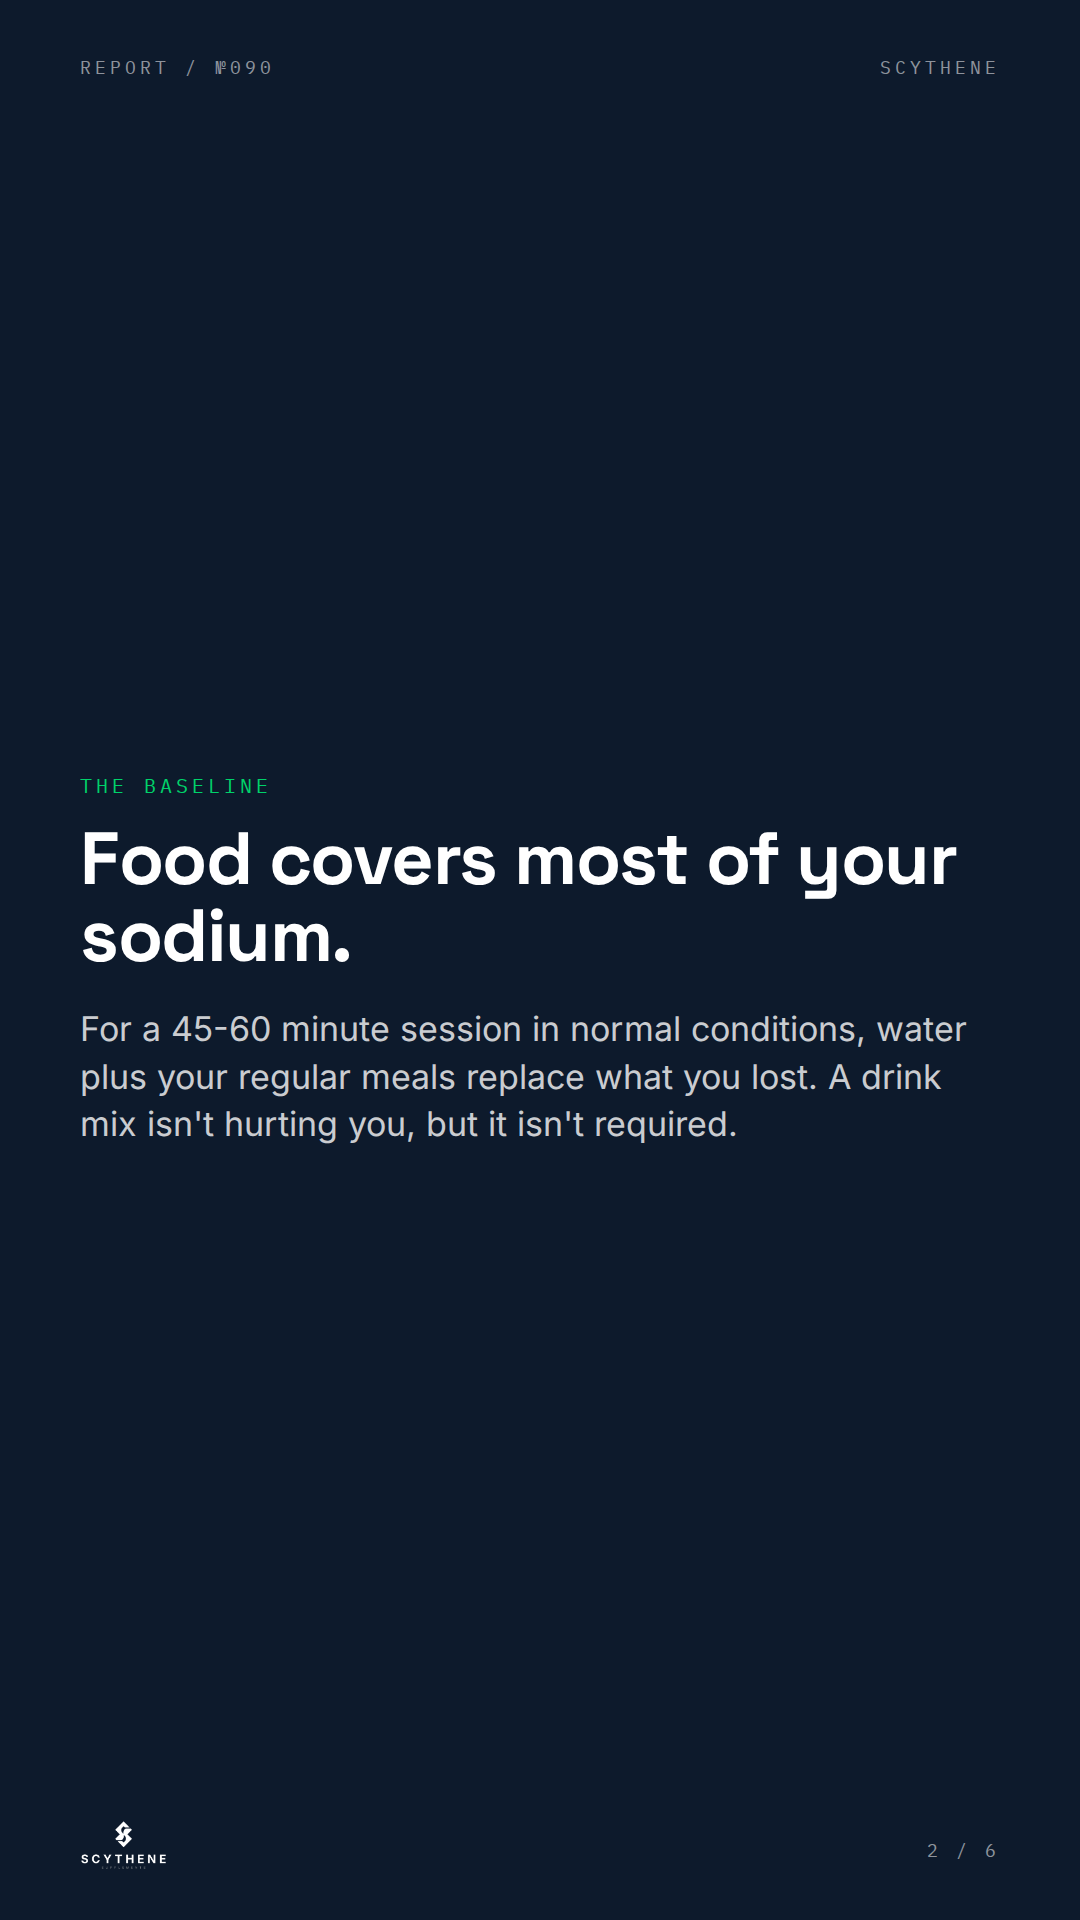 REPORT / №090
SCYTHENE
THE BASELINE
Food covers most of your
sodium.
For a 45-60 minute session in normal conditions, water
plus your regular meals replace what you lost. A drink
mix isn't hurting you, but it isn't required.
SCYTHENE
SUPPLEMENTS
2 / 6